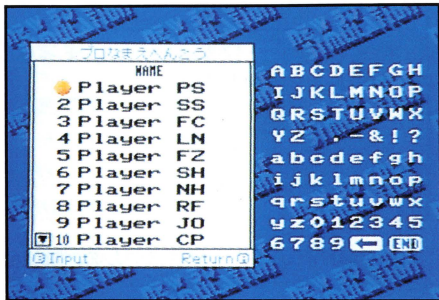 プロなまえへんこう
NAME
Player PS
2 Player SS
3 Player FC
4 Player LN
5 Player FZ
6 Player SH
7 Player NH
8 Player RF
9 Player JO
▼ 10 Player CP
Input Return
ABCDEFGH
IJKLMNOP
QRSTUVWX
YZ .-&!?
abcdefgh
ijklmnop
qrstuvwx
yz012345
6789 ← END